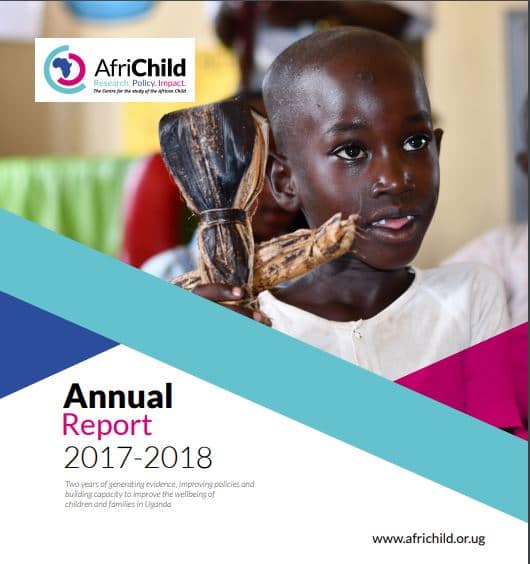 AfriChild
Research. Policy. Impact.
The Centre for the study of the African Child
Annual
Report
2017-2018
Two years of generating evidence, improving policies and
building capacity to improve the wellbeing of
children and families in Uganda
www.africhild.or.ug